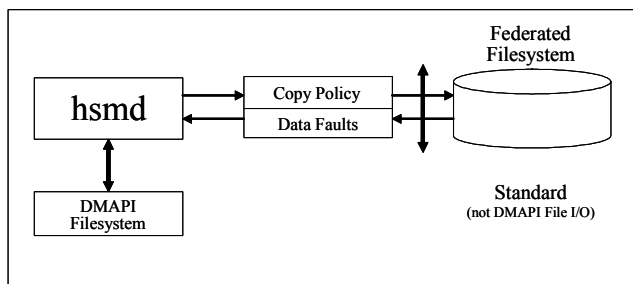 Federated
Filesystem
hsmd
Copy Policy
Data Faults
DMAPI
Filesystem
Standard
(not DMAPI File I/O)